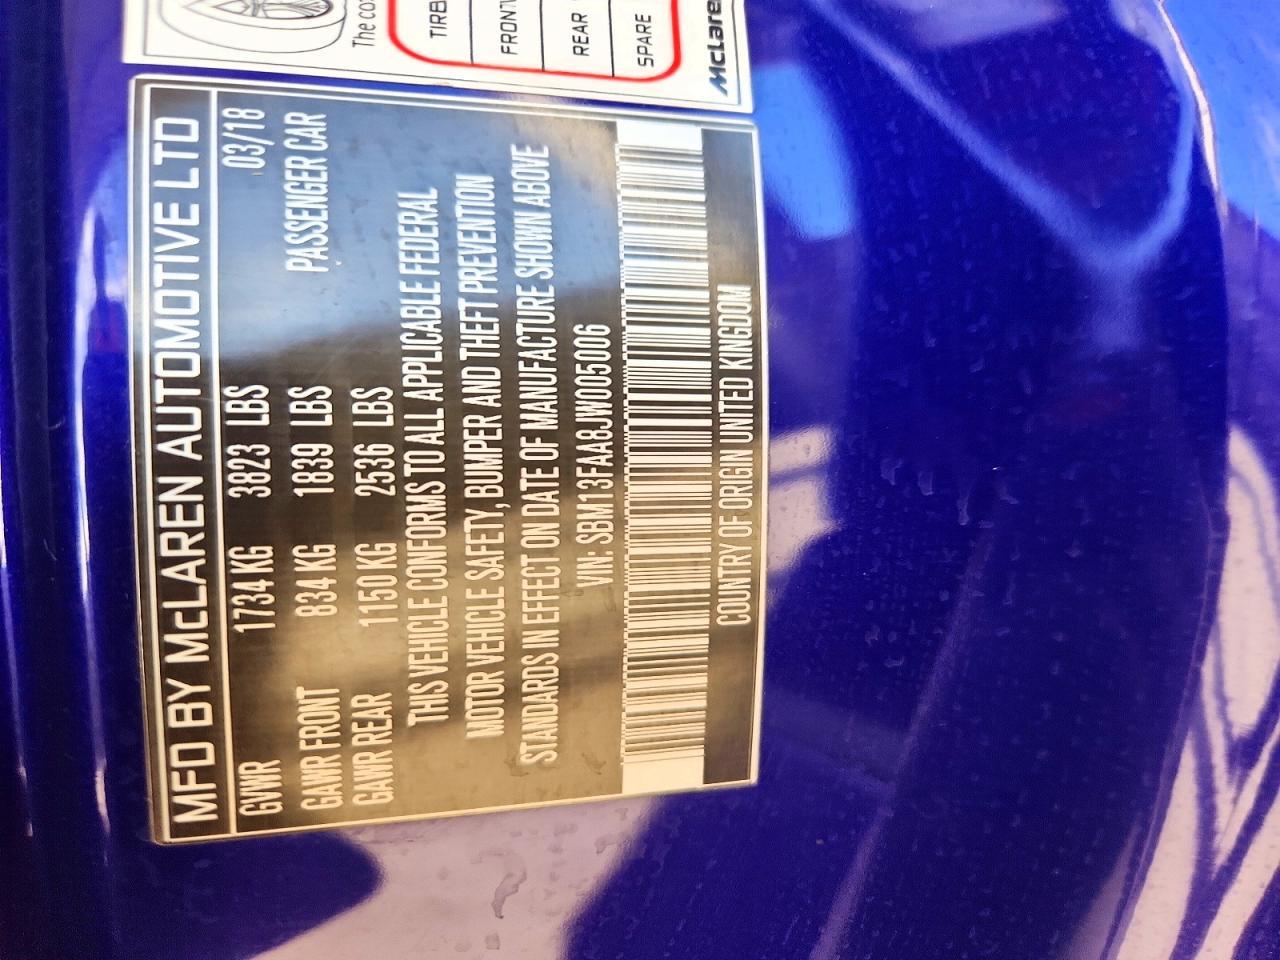 MFD BY McLAREN AUTOMOTIVE LTD
03/18
GVWR 1734 KG 3823 LBS
PASSENGER CAR
GAWR FRONT 834 KG 1839 LBS
GAWR REAR 1150 KG 2536 LBS
THIS VEHICLE CONFORMS TO ALL APPLICABLE FEDERAL
MOTOR VEHICLE SAFETY, BUMPER AND THEFT PREVENTION
STANDARDS IN EFFECT ON DATE OF MANUFACTURE SHOWN ABOVE
VIN: SBM13FAA8JW005006
COUNTRY OF ORIGIN UNITED KINGDOM
The
FRONT
REAR
SPARE
McLaren